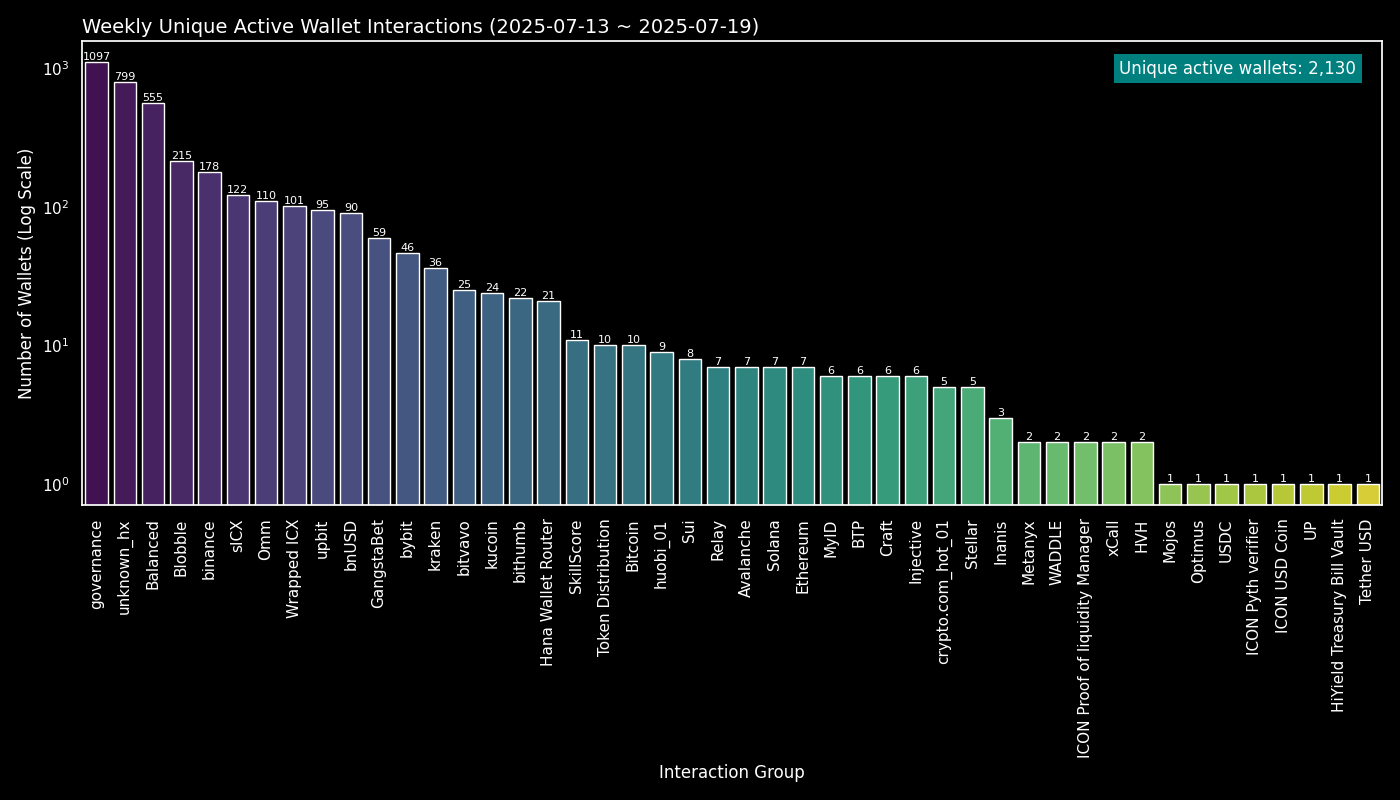 Weekly Unique Active Wallet Interactions (2025-07-13 ~ 2025-07-19)
Unique active wallets: 2,130
Number of Wallets (Log Scale)
10³
10²
10¹
10⁰
1097
799
555
215
178
122
110
101
95
90
59
46
36
25
24
22
21
11
10
10
9
8
7
7
7
7
6
6
6
6
5
5
3
2
2
2
2
2
1
1
1
1
1
1
1
1
governance
unknown_hx
Balanced
Blobble
binance
sICX
Omm
Wrapped ICX
upbit
bnUSD
GangstaBet
bybit
kraken
bitvavo
kucoin
bithumb
Hana Wallet Router
SkillScore
Token Distribution
Bitcoin
huobi_01
Sui
Relay
Avalanche
Solana
Ethereum
MyID
BTP
Craft
Injective
crypto.com_hot_01
Stellar
Inanis
Metanyx
WADDLE
ICON Proof of liquidity Manager
xCall
HVH
Mojos
Optimus
USDC
ICON Pyth verifier
ICON USD Coin
UP
HiYield Treasury Bill Vault
Tether USD
Interaction Group